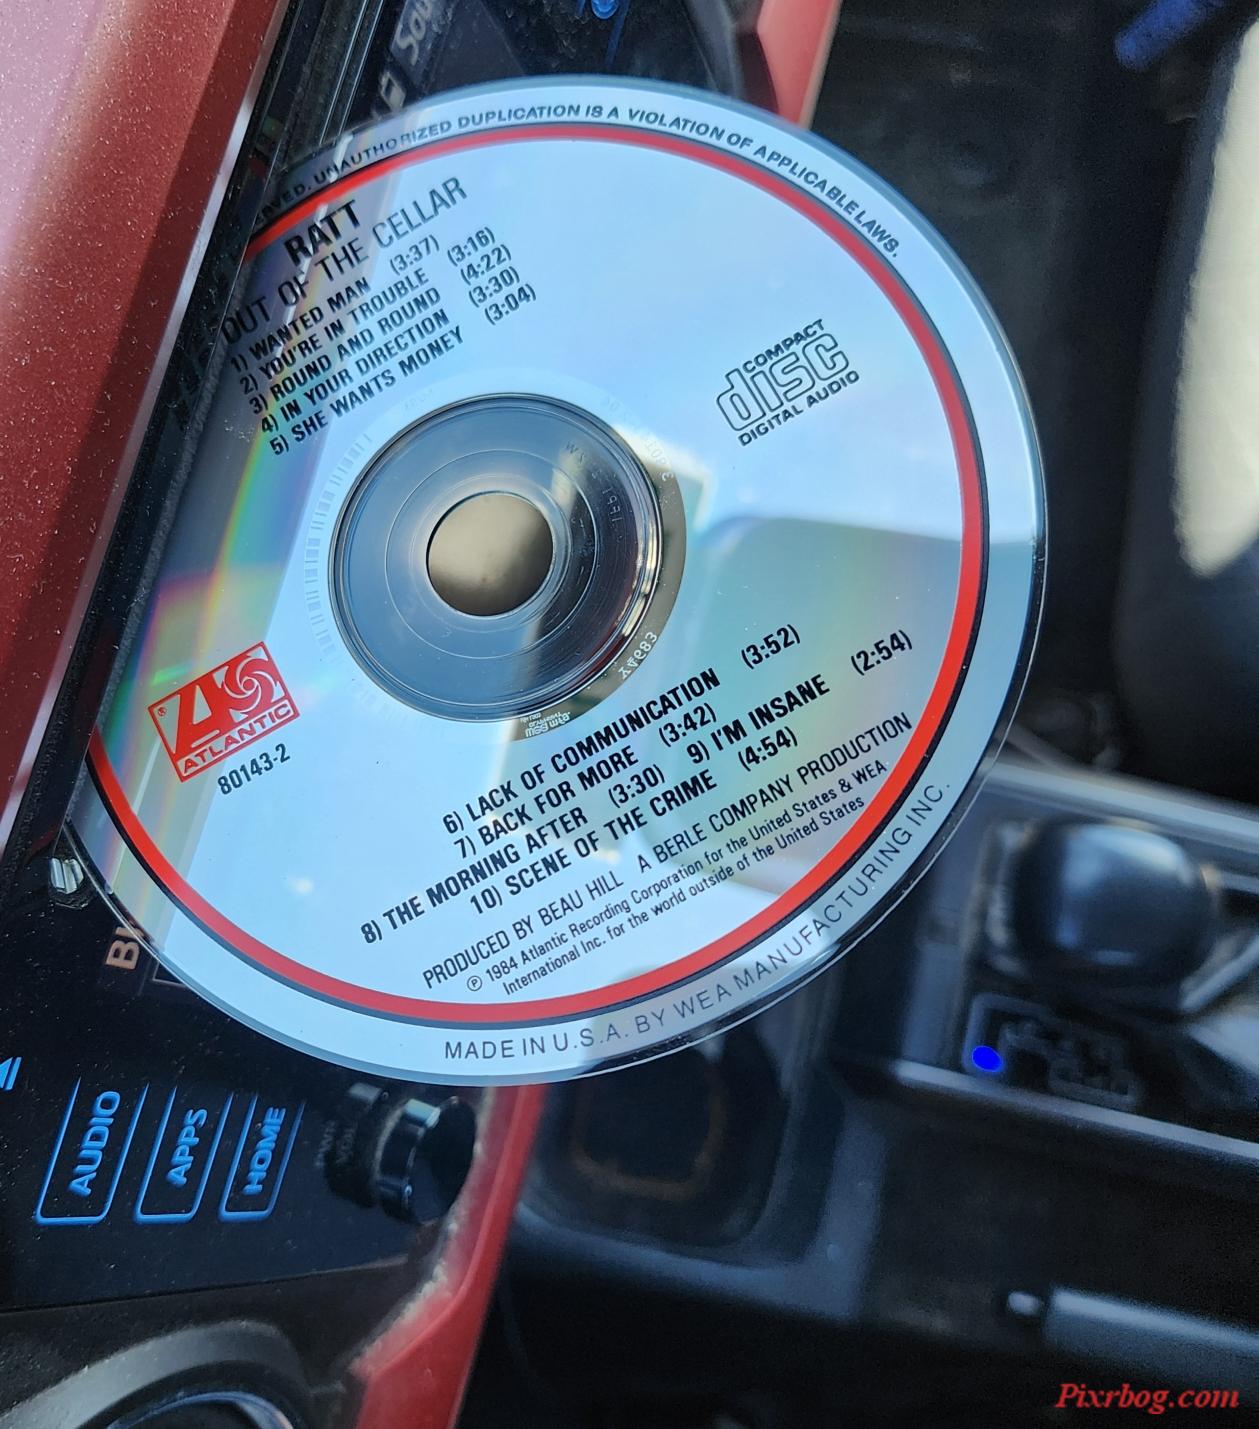 UNAUTHORIZED DUPLICATION IS A VIOLATION OF APPLICABLE LAWS.
RATT
OUT OF THE CELLAR
1) WANTED MAN (3:37)
2) YOU'RE IN TROUBLE (3:16)
3) ROUND AND ROUND (4:22)
4) IN YOUR DIRECTION (3:30)
5) SHE WANTS MONEY (3:04)
COMPACT
disc
DIGITAL AUDIO
ATLANTIC
80143-2
6) LACK OF COMMUNICATION (3:52)
7) BACK FOR MORE (3:42)
8) THE MORNING AFTER (3:30) 9) I'M INSANE (2:54)
10) SCENE OF THE CRIME (4:54)
PRODUCED BY BEAU HILL A BERLE COMPANY PRODUCTION
℗ 1984 Atlantic Recording Corporation for the United States & WEA
International Inc. for the world outside of the United States
MADE IN U.S.A. BY WEA MANUFACTURING INC.
AUDIO
APPS
HOME
Pixrbog.com